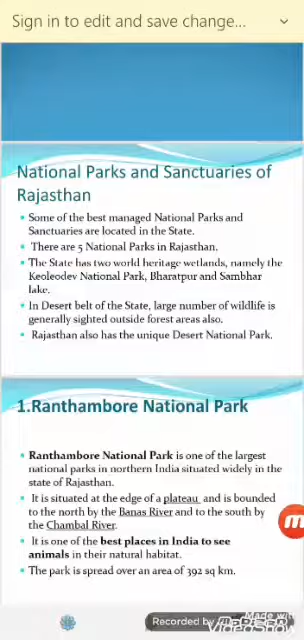 Sign in to edit and save change...
National Parks and Sanctuaries of
Rajasthan
Some of the best managed National Parks and
Sanctuaries are located in the State.
There are 5 National Parks in Rajasthan.
The State has two world heritage wetlands, namely the
Keoleodev National Park, Bharatpur and Sambhar
lake.
In Desert belt of the State, large number of wildlife is
generally sighted outside forest areas also.
Rajasthan also has the unique Desert National Park.
1.Ranthambore National Park
Ranthambore National Park is one of the largest
national parks in northern India situated widely in the
state of Rajasthan.
It is situated at the edge of a plateau and is bounded
to the north by the Banas River and to the south by
the Chambal River.
It is one of the best places in India to see
animals in their natural habitat.
The park is spread over an area of 392 sq km.
Made with
Recorded by
VideoShow